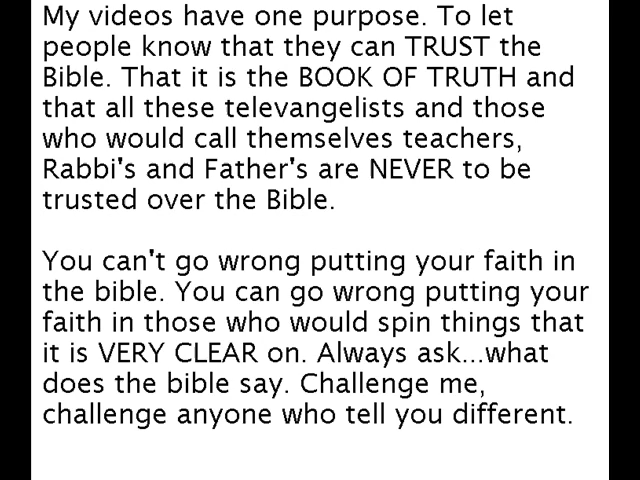 My videos have one purpose. To let
people know that they can TRUST the
Bible. That it is the BOOK OF TRUTH and
that all these televangelists and those
who would call themselves teachers,
Rabbi's and Father's are NEVER to be
trusted over the Bible.
You can't go wrong putting your faith in
the bible. You can go wrong putting your
faith in those who would spin things that
it is VERY CLEAR on. Always ask...what
does the bible say. Challenge me,
challenge anyone who tell you different.